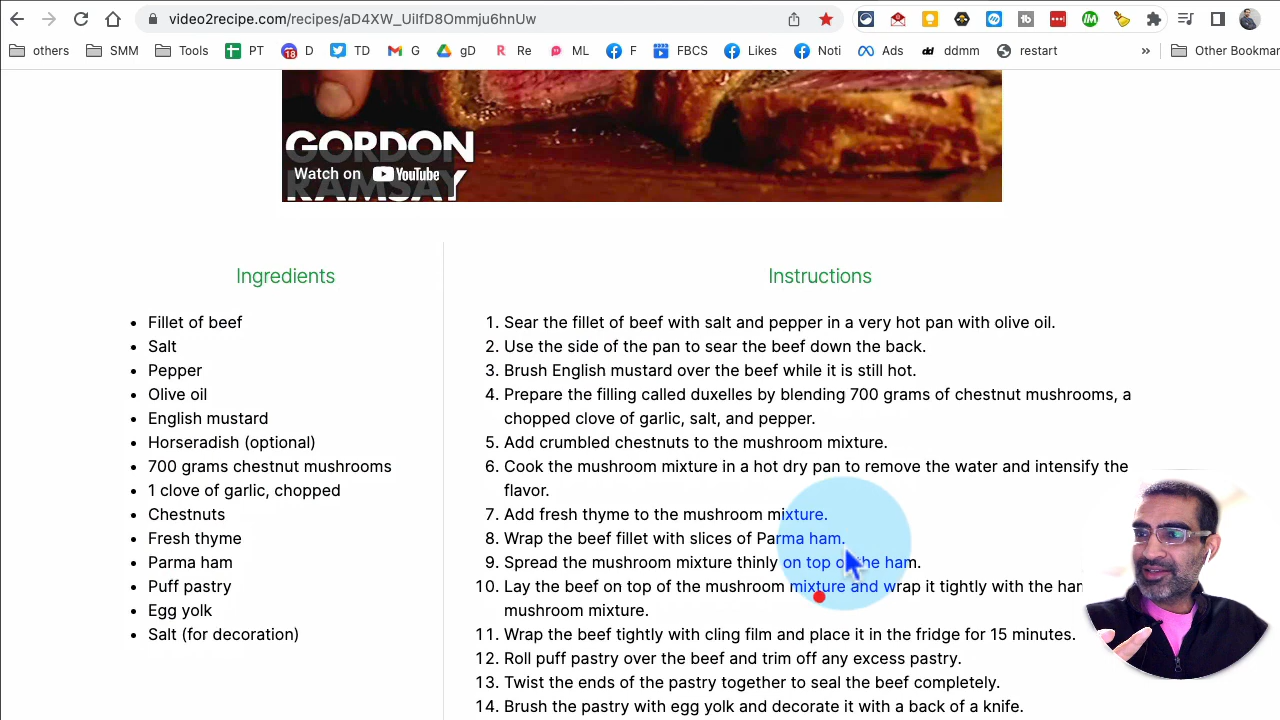 video2recipe.com/recipes/aD4XW_UiIfD8Ommju6hnUw
others SMM Tools PT 18 D TD G gD R Re ML F FBCS Likes Noti Ads dd ddmm restart » Other Bookmar
GORDON
Watch on YouTube
RAMSAY
Ingredients
Fillet of beef
Salt
Pepper
Olive oil
English mustard
Horseradish (optional)
700 grams chestnut mushrooms
1 clove of garlic, chopped
Chestnuts
Fresh thyme
Parma ham
Puff pastry
Egg yolk
Salt (for decoration)
Instructions
1. Sear the fillet of beef with salt and pepper in a very hot pan with olive oil.
2. Use the side of the pan to sear the beef down the back.
3. Brush English mustard over the beef while it is still hot.
4. Prepare the filling called duxelles by blending 700 grams of chestnut mushrooms, a
chopped clove of garlic, salt, and pepper.
5. Add crumbled chestnuts to the mushroom mixture.
6. Cook the mushroom mixture in a hot dry pan to remove the water and intensify the
flavor.
7. Add fresh thyme to the mushroom mixture.
8. Wrap the beef fillet with slices of Parma ham.
9. Spread the mushroom mixture thinly on top of the ham.
10. Lay the beef on top of the mushroom mixture and wrap it tightly with the ham
mushroom mixture.
11. Wrap the beef tightly with cling film and place it in the fridge for 15 minutes.
12. Roll puff pastry over the beef and trim off any excess pastry.
13. Twist the ends of the pastry together to seal the beef completely.
14. Brush the pastry with egg yolk and decorate it with a back of a knife.